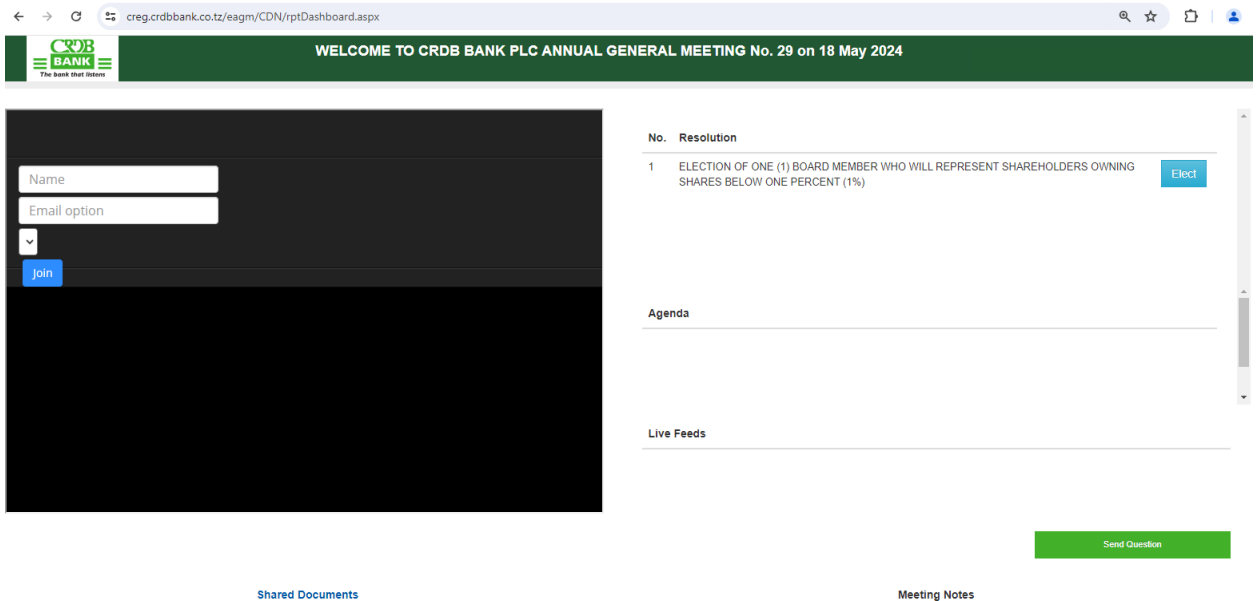 creg.crdbbank.co.tz/eagm/CDN/rptDashboard.aspx
CRDB
BANK
The bank that listens
WELCOME TO CRDB BANK PLC ANNUAL GENERAL MEETING No. 29 on 18 May 2024
Name
Email option
Join
No. Resolution
1 ELECTION OF ONE (1) BOARD MEMBER WHO WILL REPRESENT SHAREHOLDERS OWNING
SHARES BELOW ONE PERCENT (1%)
Elect
Agenda
Live Feeds
Send Question
Shared Documents
Meeting Notes